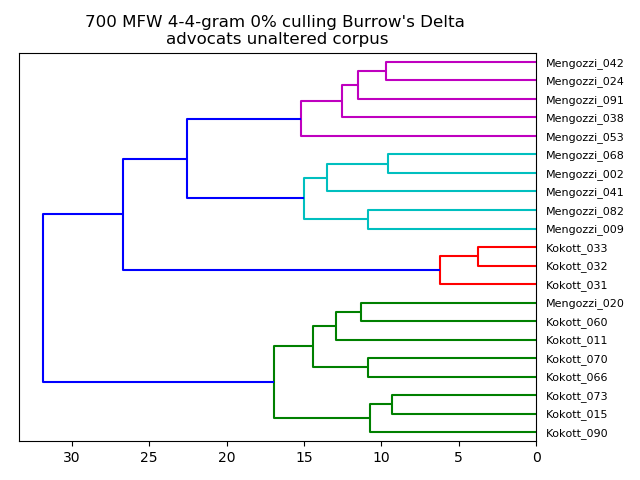 700 MFW 4-4-gram 0% culling Burrow's Delta
advocats unaltered corpus
Mengozzi_042
Mengozzi_024
Mengozzi_091
Mengozzi_038
Mengozzi_053
Mengozzi_068
Mengozzi_002
Mengozzi_041
Mengozzi_082
Mengozzi_009
Kokott_033
Kokott_032
Kokott_031
Mengozzi_020
Kokott_060
Kokott_011
Kokott_070
Kokott_066
Kokott_073
Kokott_015
Kokott_090
30 25 20 15 10 5 0